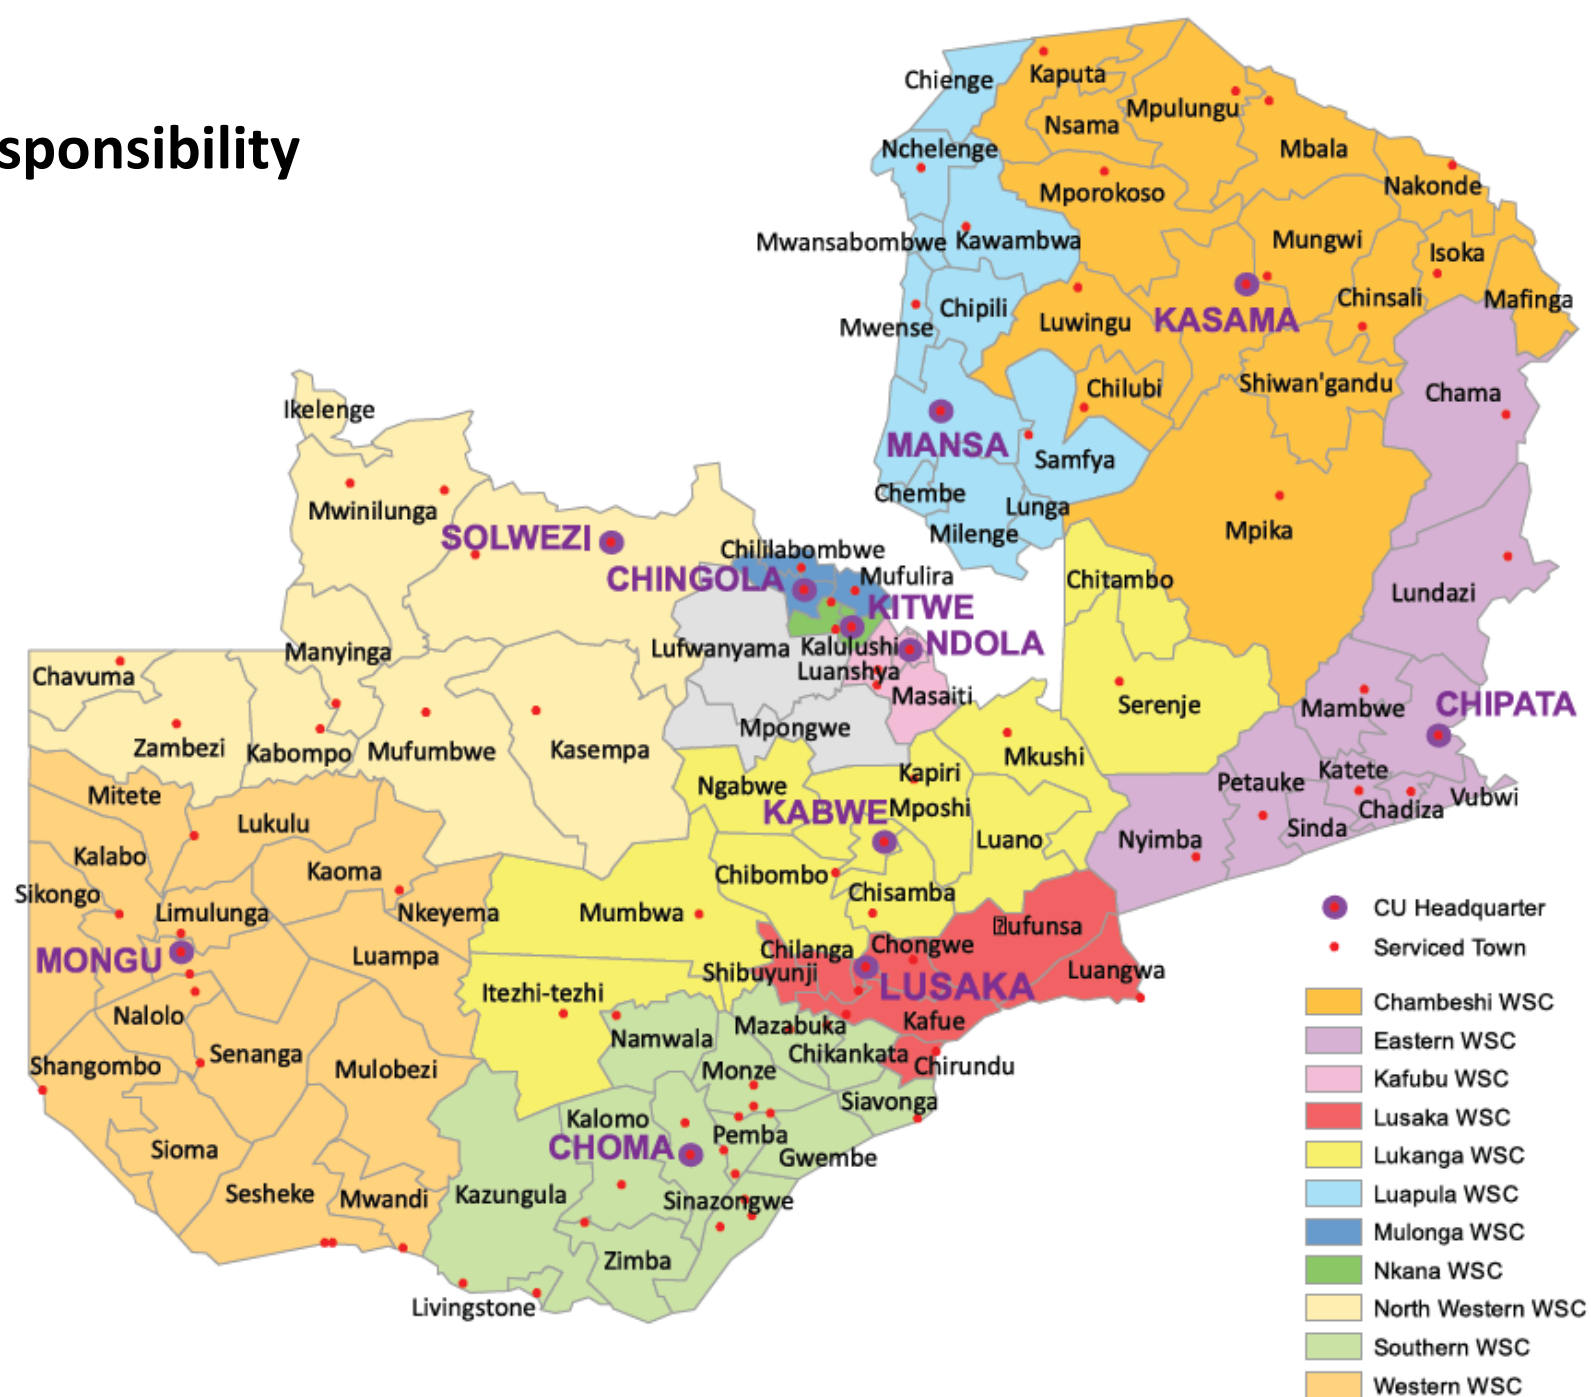 sponsibility
Chienge
Kaputa
Mpulungu
Nsama
Nchelenge
Mbala
Mporokoso
Nakonde
Mwansabombwe
Kawambwa
Mungwi
Isoka
Chipili
Chinsali
Mafinga
Mwense
Luwingu
KASAMA
Chilubi
Shiwan'gandu
Chama
Ikelenge
MANSA
Samfya
Chembe
Lunga
Milenge
Mpika
Mwinilunga
SOLWEZI
Chililabombwe
CHINGOLA
Mufulira
Chitambo
KITWE
Lundazi
Manyinga
Lufwanyama
Kalulushi
NDOLA
Luanshya
Chavuma
Masaiti
Serenje
Mambwe
CHIPATA
Zambezi
Kabompo
Mufumbwe
Kasempa
Mpongwe
Mkushi
Kapiri
Mposhi
Ngabwe
Petauke
Katete
Mitete
Vubwi
Chadiza
KABWE
Lukulu
Sinda
Luano
Nyimba
Kalabo
Kaoma
Chibombo
Sikongo
Chisamba
Limulunga
Nkeyema
Mumbwa
CU Headquarter
ufunsa
Chilanga
Chongwe
Serviced Town
MONGU
Luampa
Shibuyunji
Luangwa
Itezhi-tezhi
LUSAKA
Chambeshi WSC
Nalolo
Mazabuka
Kafue
Namwala
Eastern WSC
Senanga
Chikankata
Shangombo
Mulobezi
Monze
Chirundu
Kafubu WSC
Siavonga
Lusaka WSC
Kalomo
Pemba
Sioma
CHOMA
Gwembe
Lukanga WSC
Sesheke
Mwandi
Kazungula
Sinazongwe
Luapula WSC
Mulonga WSC
Zimba
Nkana WSC
Livingstone
North Western WSC
Southern WSC
Western WSC